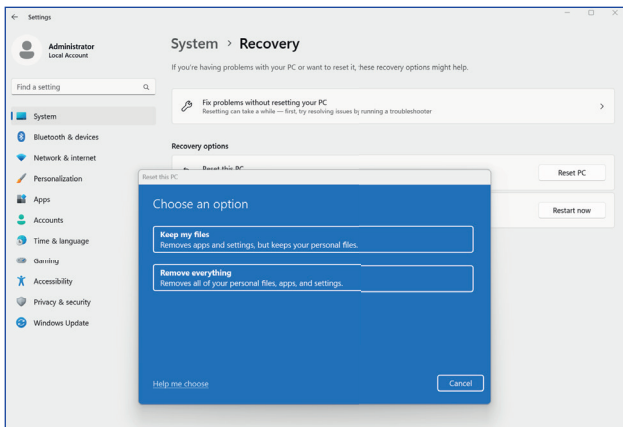 Settings
Administrator
Local Account
Find a setting
System
Bluetooth & devices
Network & internet
Personalization
Apps
Accounts
Time & language
Gaming
Accessibility
Privacy & security
Windows Update
System > Recovery
If you're having problems with your PC or want to reset it, hese recovery options might help.
Fix problems without resetting your PC
Resetting can take a while — first, try resolving issues by running a troubleshooter
Recovery options
Reset this PC
Reset PC
Restart now
Reset this PC
Choose an option
Keep my files
Removes apps and settings, but keeps your personal files.
Remove everything
Removes all of your personal files, apps, and settings.
Help me choose
Cancel